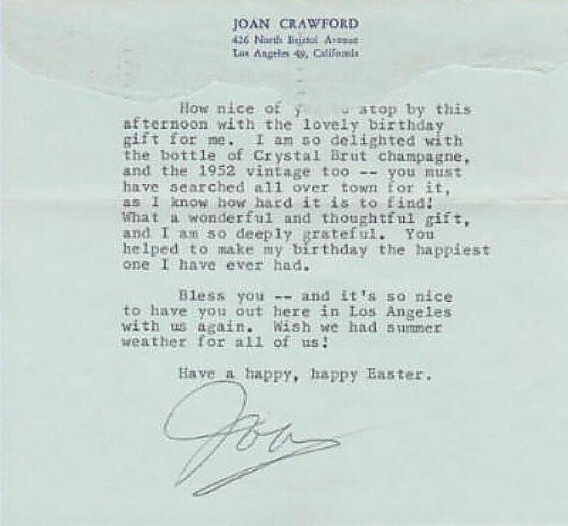 JOAN CRAWFORD
426 North Bristol Avenue
Los Angeles 49, California
How nice of stop by this
afternoon with the lovely birthday
gift for me. I am so delighted with
the bottle of Crystal Brut champagne,
and the 1952 vintage too -- you must
have searched all over town for it,
as I know how hard it is to find!
What a wonderful and thoughtful gift,
and I am so deeply grateful. You
helped to make my birthday the happiest
one I have ever had.
Bless you -- and it's so nice
to have you out here in Los Angeles
with us again. Wish we had summer
weather for all of us!
Have a happy, happy Easter.
Joan